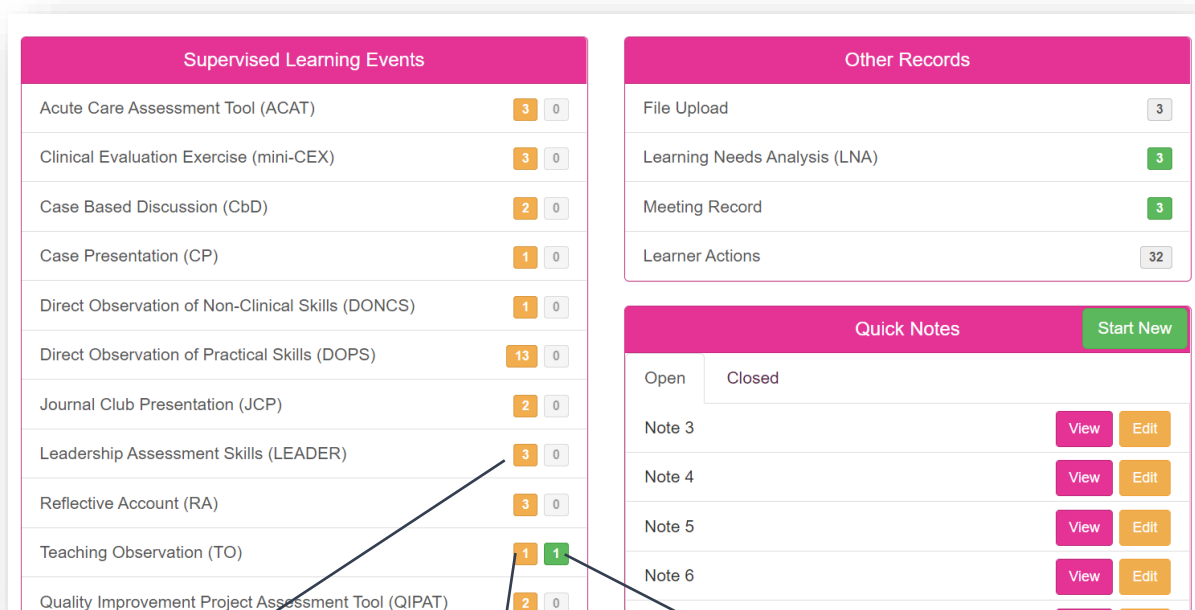 Supervised Learning Events
Acute Care Assessment Tool (ACAT) 3 0
Clinical Evaluation Exercise (mini-CEX) 3 0
Case Based Discussion (CbD) 2 0
Case Presentation (CP) 1 0
Direct Observation of Non-Clinical Skills (DONCS) 1 0
Direct Observation of Practical Skills (DOPS) 13 0
Journal Club Presentation (JCP) 2 0
Leadership Assessment Skills (LEADER) 3 0
Reflective Account (RA) 3 0
Teaching Observation (TO) 1 1
Quality Improvement Project Assessment Tool (QIPAT) 2 0
Other Records
File Upload 3
Learning Needs Analysis (LNA) 3
Meeting Record 3
Learner Actions 32
Quick Notes Start New
Open Closed
Note 3 View Edit
Note 4 View Edit
Note 5 View Edit
Note 6 View Edit